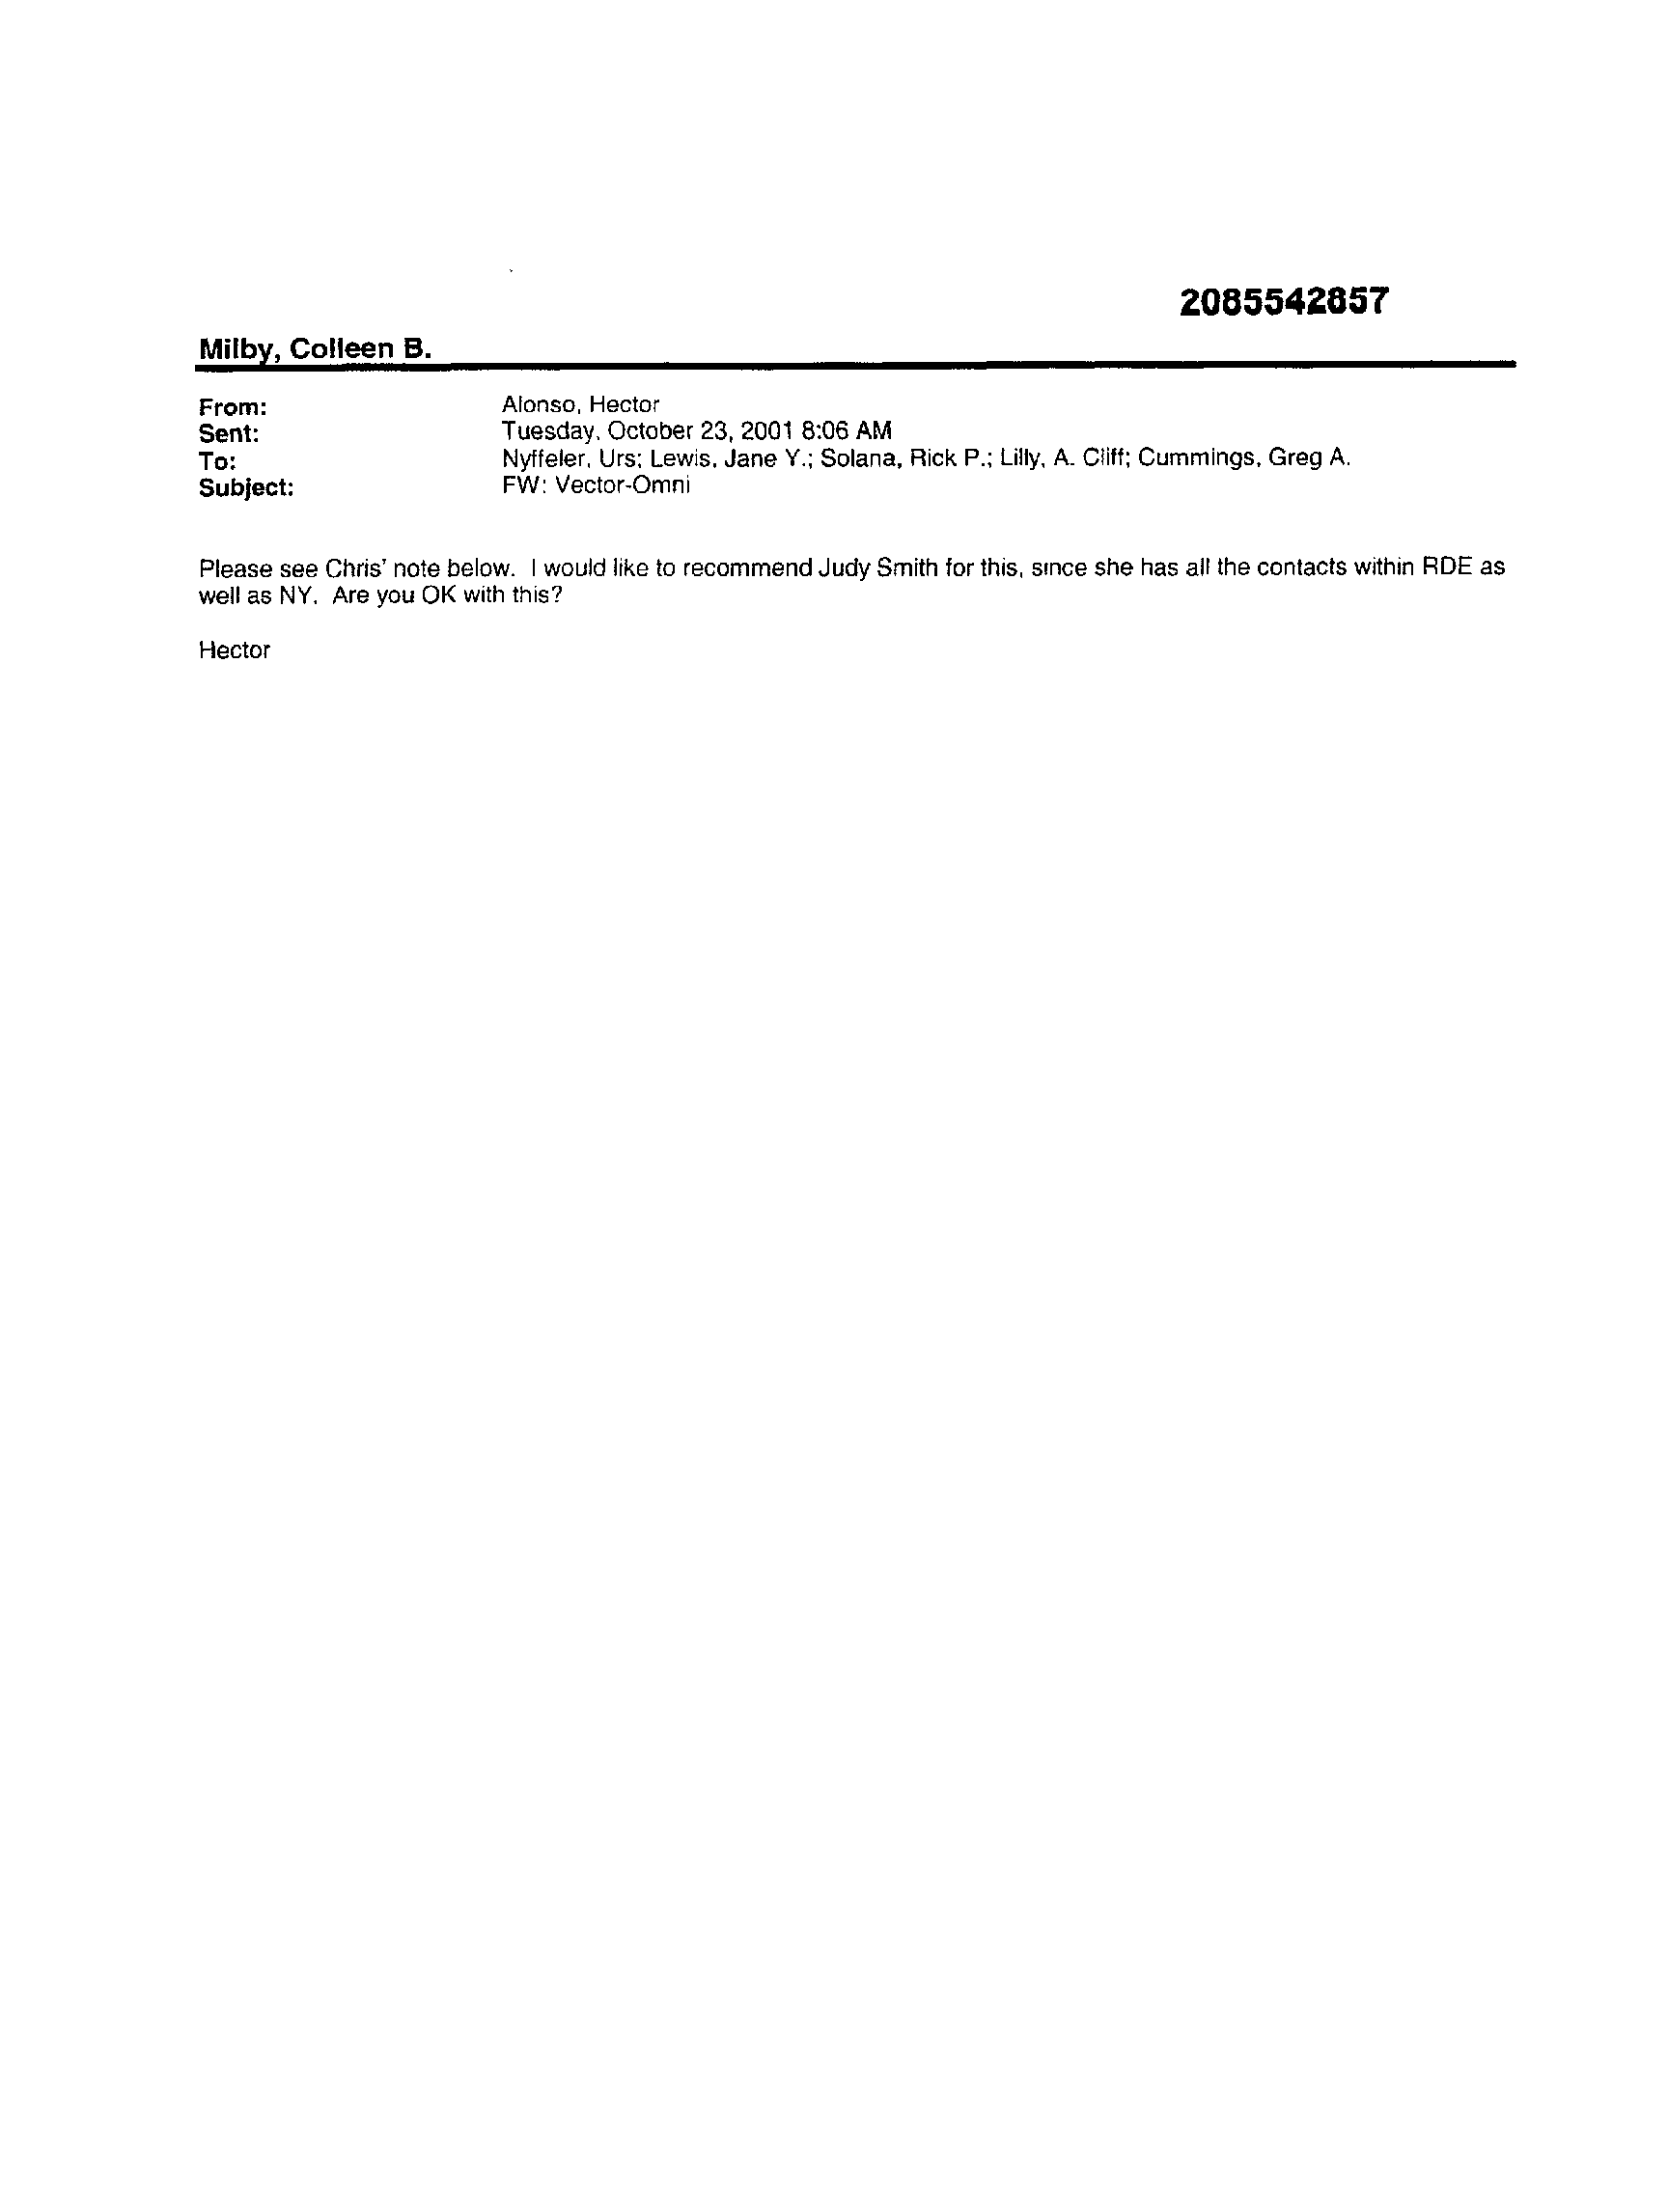 2085542857
Milby, Colleen B.
From: Alonso, Hector
Sent: Tuesday, October 23, 2001 8:06 AM
To: Nyffeler, Urs; Lewis, Jane Y.; Solana, Rick P.; Lilly, A. Cliff; Cummings, Greg A.
Subject: FW: Vector-Omni
Please see Chris' note below. I would like to recommend Judy Smith for this, since she has all the contacts within RDE as
well as NY. Are you OK with this?
Hector